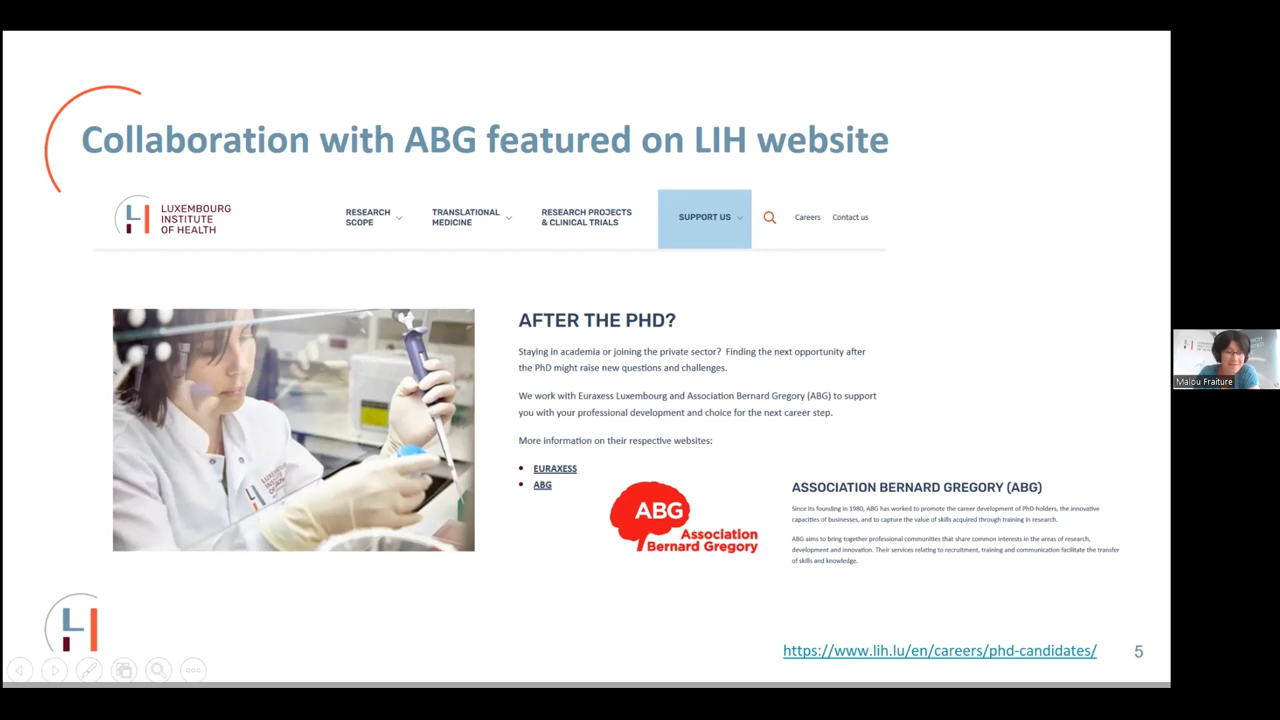 Collaboration with ABG featured on LIH website
LUXEMBOURG
INSTITUTE
OF HEALTH
RESEARCH
SCOPE
TRANSLATIONAL
MEDICINE
RESEARCH PROJECTS
& CLINICAL TRIALS
SUPPORT US
Careers
Contact us
AFTER THE PHD?
Staying in academia or joining the private sector? Finding the next opportunity after
the PhD might raise new questions and challenges.
We work with Euraxess Luxembourg and Association Bernard Gregory (ABG) to support
you with your professional development and choice for the next career step.
More information on their respective websites:
• EURAXESS
• ABG
ABG
Association
Bernard Gregory
ASSOCIATION BERNARD GREGORY (ABG)
Since its founding in 1980, ABG has worked to promote the career development of PhD-holders, the innovative
capacities of businesses, and to capture the value of skills acquired through training in research.
ABG aims to bring together professional communities that share common interests in the areas of research,
development and innovation. Their services relating to recruitment, training and communication facilitate the transfer
of skills and knowledge.
Malou Fraiture
https://www.lih.lu/en/careers/phd-candidates/
5